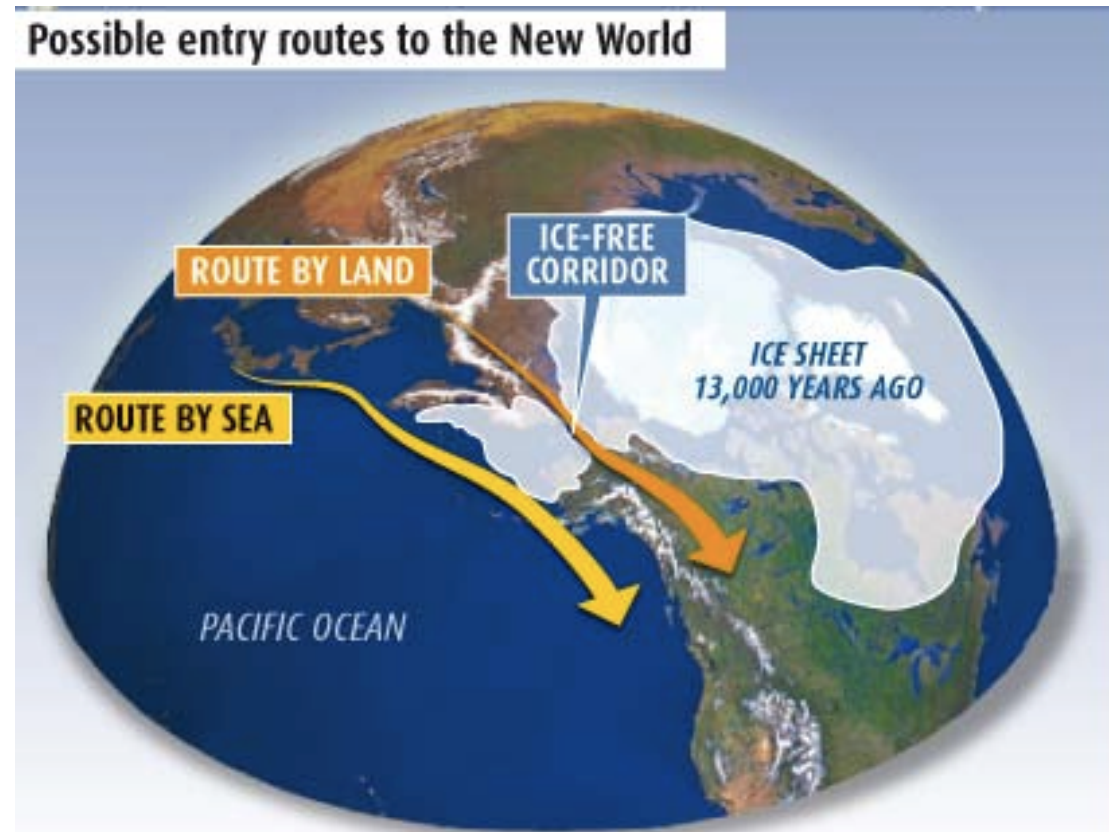 Possible entry routes to the New World
ICE-FREE
CORRIDOR
ROUTE BY LAND
ICE SHEET
13,000 YEARS AGO
ROUTE BY SEA
PACIFIC OCEAN